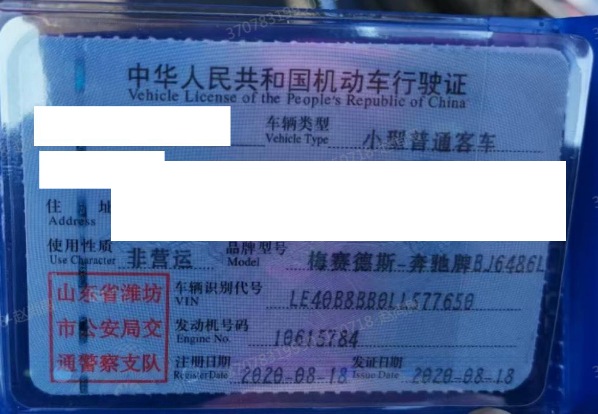 中华人民共和国机动车行驶证
Vehicle License of the People's Republic of China
车辆类型
Vehicle Type
小型普通客车
住 址
Address
使用性质
Use Character
非营运
品牌型号
Model
梅赛德斯-奔驰牌BJ6486L
山东省潍坊
市公安局交
通警察支队
车辆识别代号
VIN
LE40B8BB0LL577650
发动机号码
Engine No.
10615784
注册日期
Register Date
2020-08-18
发证日期
Issue Date
2020-08-18